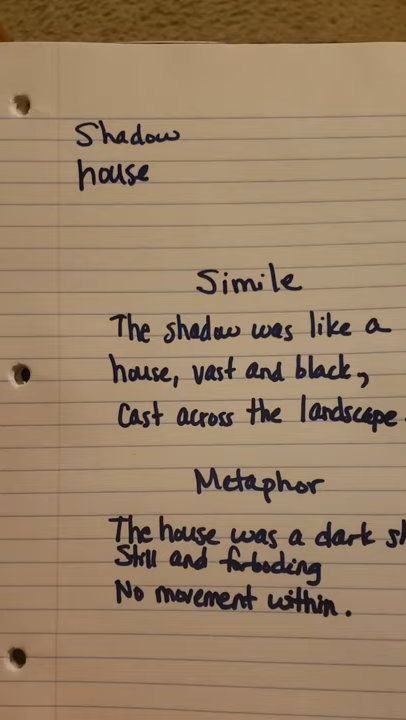 Shadow
house
Simile
The shadow was like a
house, vast and black,
Cast across the landscape.
Metaphor
The house was a dark
Still and forboding
No movement within.